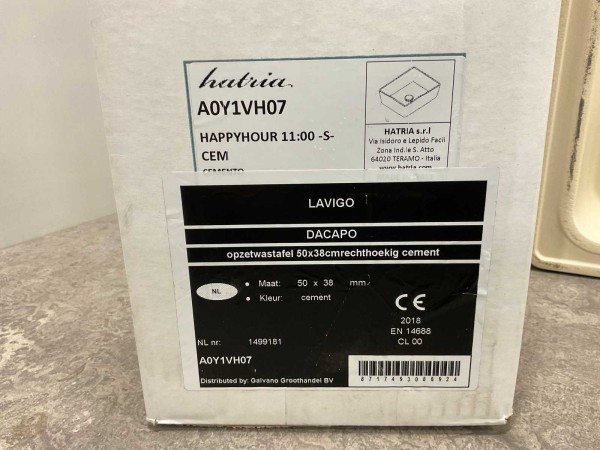 hatria.
A0Y1VH07
HAPPYHOUR 11:00 -S-
CEM
CEMENTO
HATRIA s.r.l
Via isidoro e Lepido Facii
Zona Ind.le S. Atto
64020 TERAMO - Italia
www.hatria.com
LAVIGO
DACAPO
opzetwastafel 50x38cmrechthoekig cement
NL
• Maat: 50 x 38 mm
• Kleur: cement
CE
2018
EN 14688
CL 00
NL nr: 1499181
A0Y1VH07
Distributed by: Galvano Groothandel BV